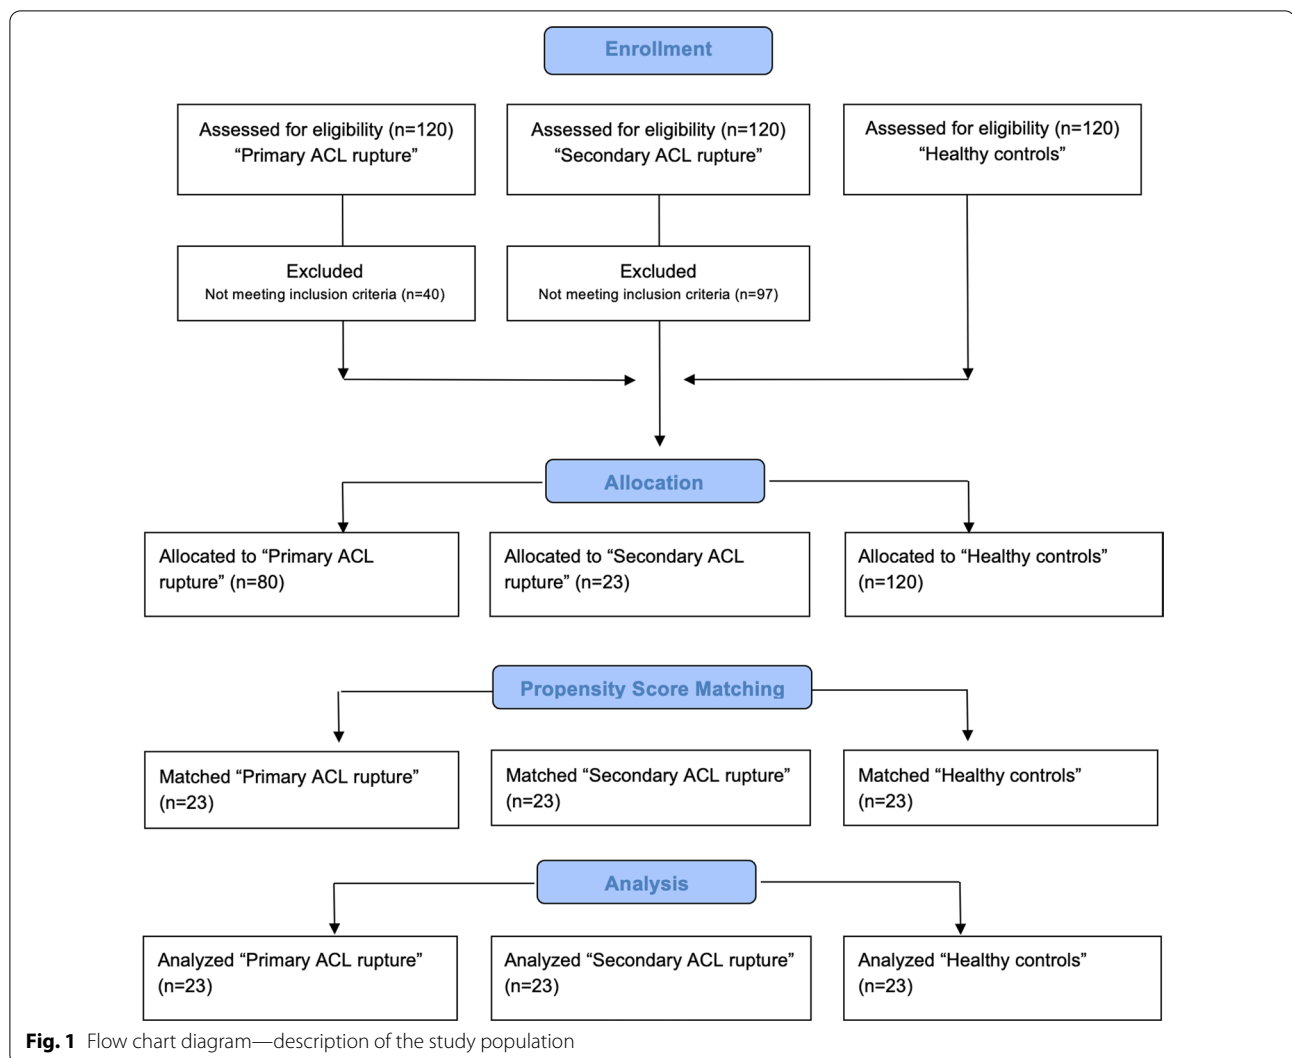 Enrollment
Assessed for eligibility (n=120)
“Primary ACL rupture”
Assessed for eligibility (n=120)
“Secondary ACL rupture”
Assessed for eligibility (n=120)
“Healthy controls”
Excluded
Not meeting inclusion criteria (n=40)
Excluded
Not meeting inclusion criteria (n=97)
Allocation
Allocated to “Primary ACL
rupture” (n=80)
Allocated to “Secondary ACL
rupture” (n=23)
Allocated to “Healthy controls”
(n=120)
Propensity Score Matching
Matched “Primary ACL rupture”
(n=23)
Matched “Secondary ACL rupture”
(n=23)
Matched “Healthy controls”
(n=23)
Analysis
Analyzed “Primary ACL rupture”
(n=23)
Analyzed “Secondary ACL rupture”
(n=23)
Analyzed “Healthy controls”
(n=23)
Fig. 1 Flow chart diagram—description of the study population